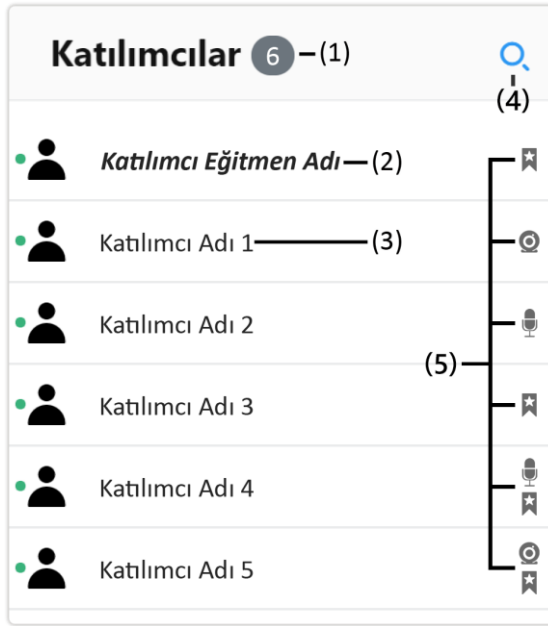 Katılımcılar 6 (1)
(4)
Katılımcı Eğitmen Adı (2)
Katılımcı Adı 1 (3)
Katılımcı Adı 2
(5)
Katılımcı Adı 3
Katılımcı Adı 4
Katılımcı Adı 5